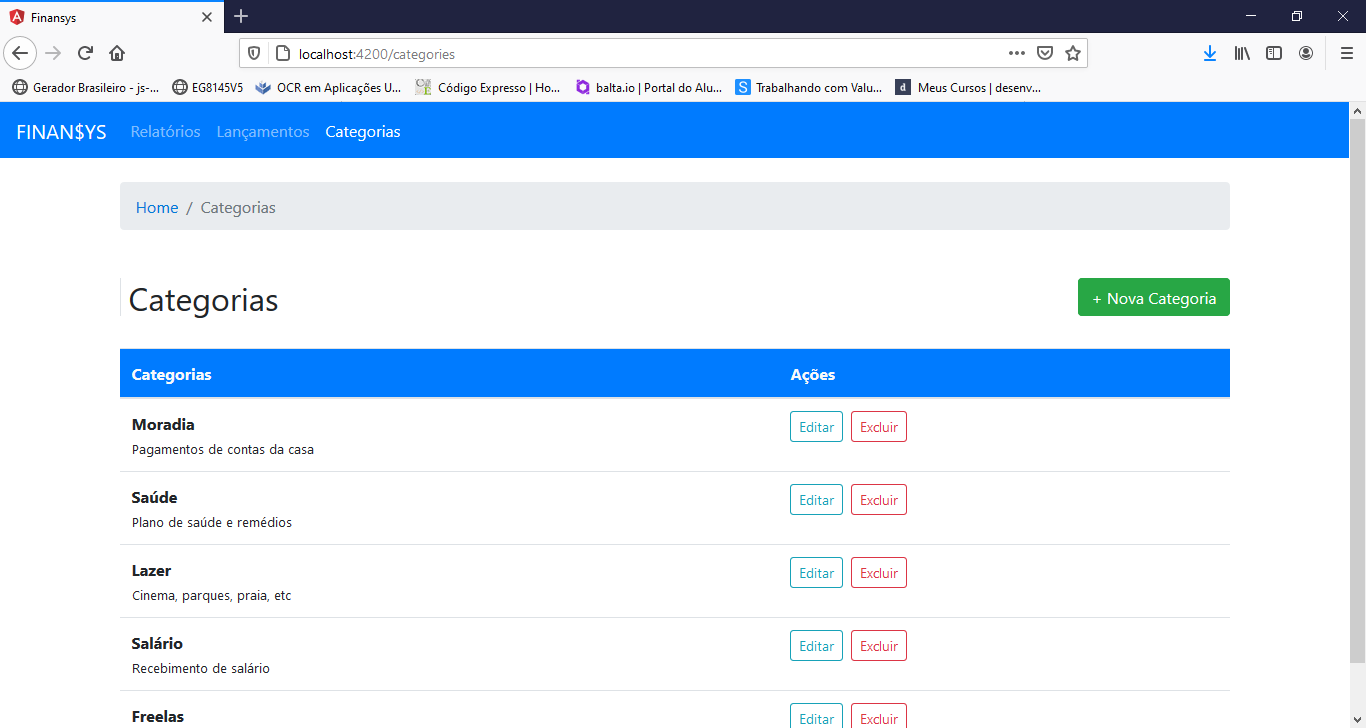 Finansys
localhost:4200/categories
Gerador Brasileiro - js-... EG8145V5 OCR em Aplicações U... Código Expresso | Ho... balta.io | Portal do Alu... Trabalhando com Valu... Meus Cursos | desenv...
FINAN$YS Relatórios Lançamentos Categorias
Home / Categorias
Categorias + Nova Categoria
Categorias Ações
Moradia Editar Excluir
Pagamentos de contas da casa
Saúde Editar Excluir
Plano de saúde e remédios
Lazer Editar Excluir
Cinema, parques, praia, etc
Salário Editar Excluir
Recebimento de salário
Freelas Editar Excluir